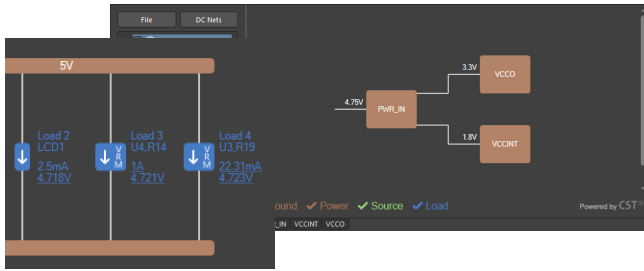 File
DC Nets
5V
Load 2
LCD1
2.5mA
4.718V
VRM
Load 3
U4,R14
1A
4.721V
VRM
Load 4
U3,R19
22.31mA
4.723V
4.75V
PWR_IN
3.3V
VCCO
1.8V
VCCINT
Power
Source
Load
Powered by CST®
VCCINT
VCCO